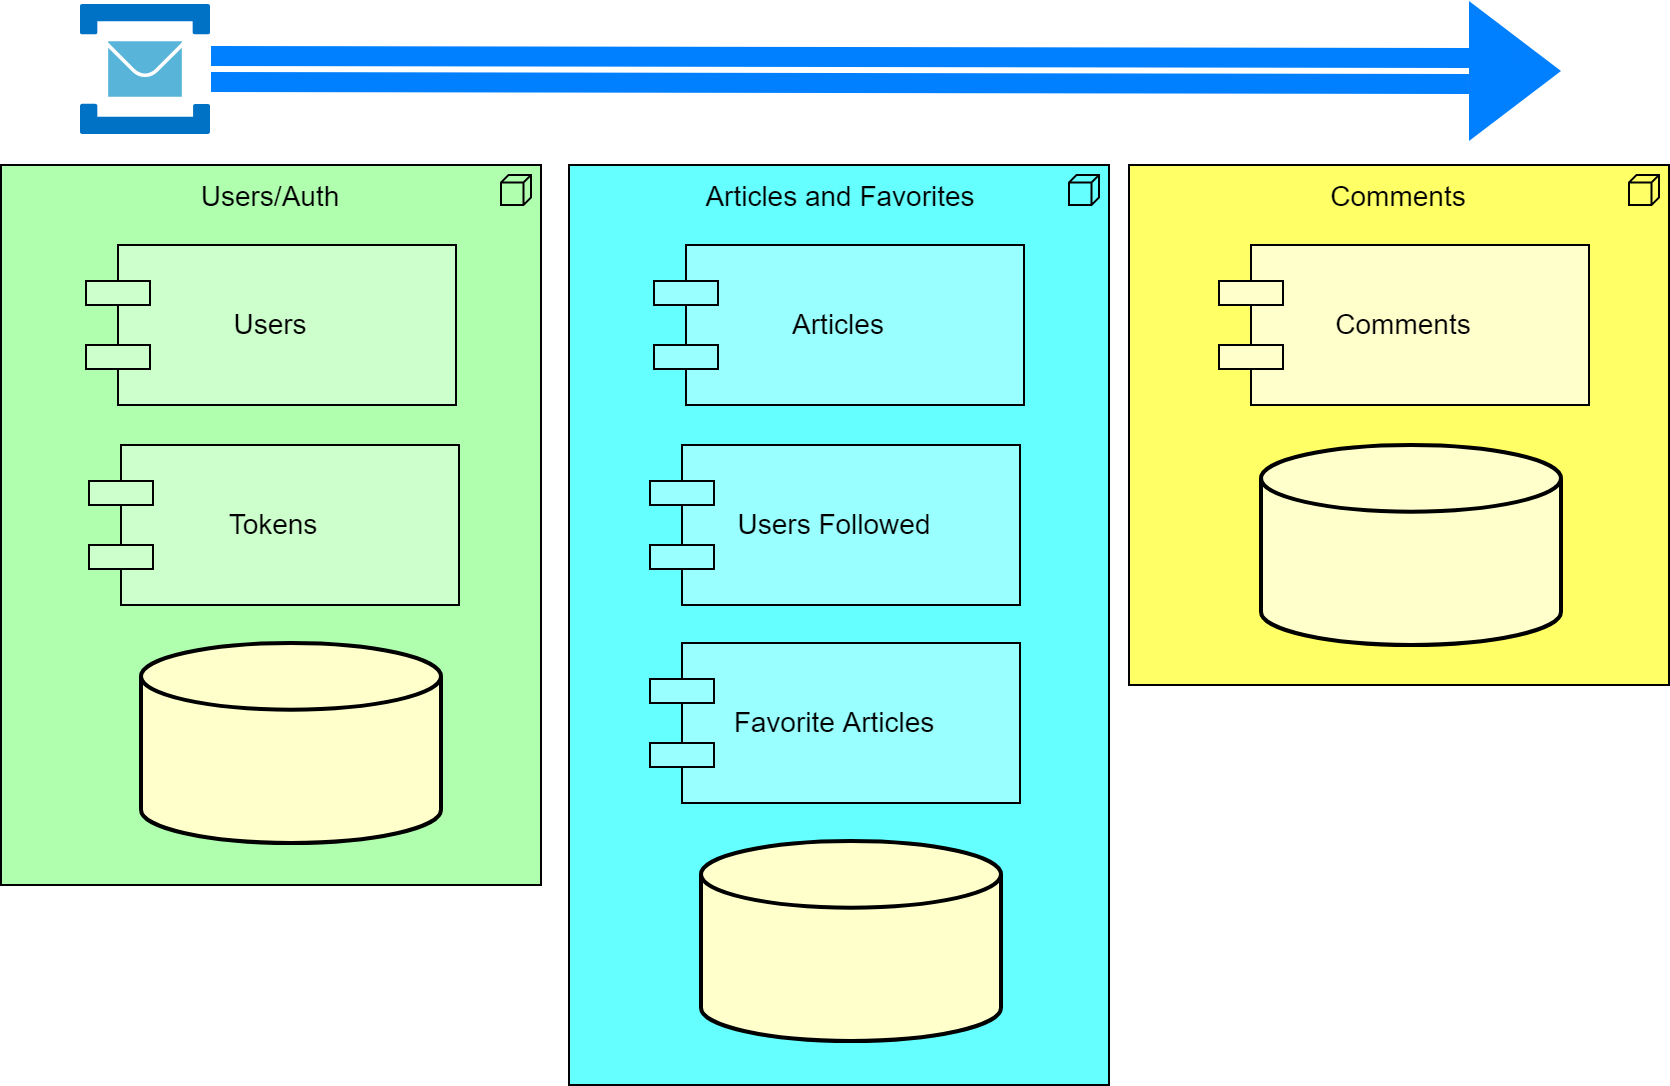 Users/Auth
Users
Tokens
Articles and Favorites
Articles
Users Followed
Favorite Articles
Comments
Comments